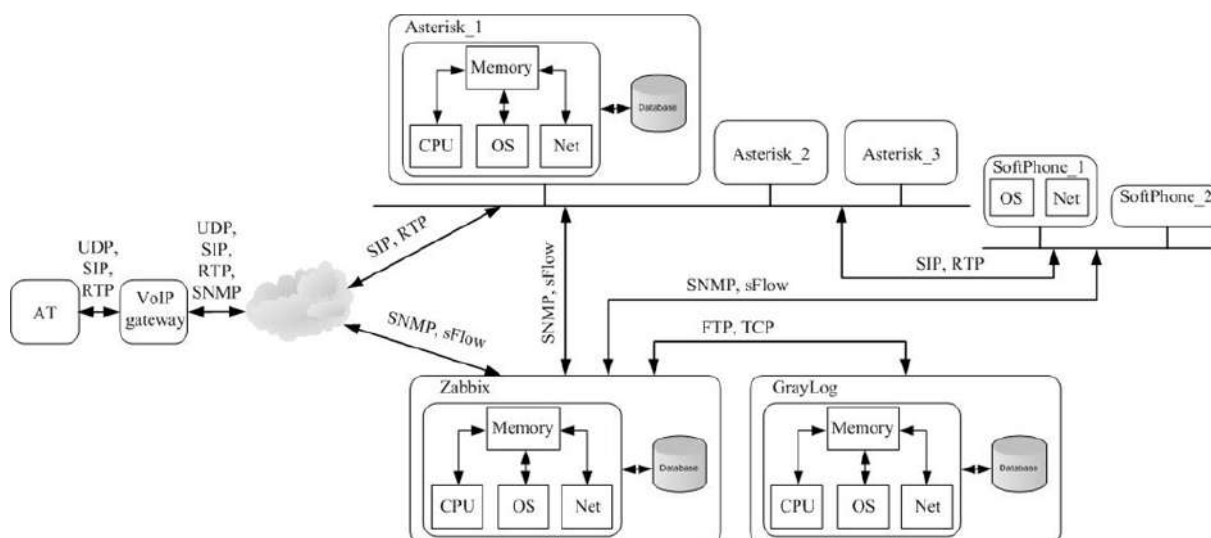 Asterisk_1
Memory
CPU
OS
Net
Database
Asterisk_2
Asterisk_3
SoftPhone_1
OS
Net
SoftPhone_2
SIP, RTP
UDP,
SIP,
RTP
UDP,
SIP,
RTP,
SNMP
AT
VoIP
gateway
SNMP, sFlow
SNMP, sFlow
SIP, RTP
SNMP, sFlow
FTP, TCP
Zabbix
Memory
CPU
OS
Net
Database
GrayLog
Memory
CPU
OS
Net
Database